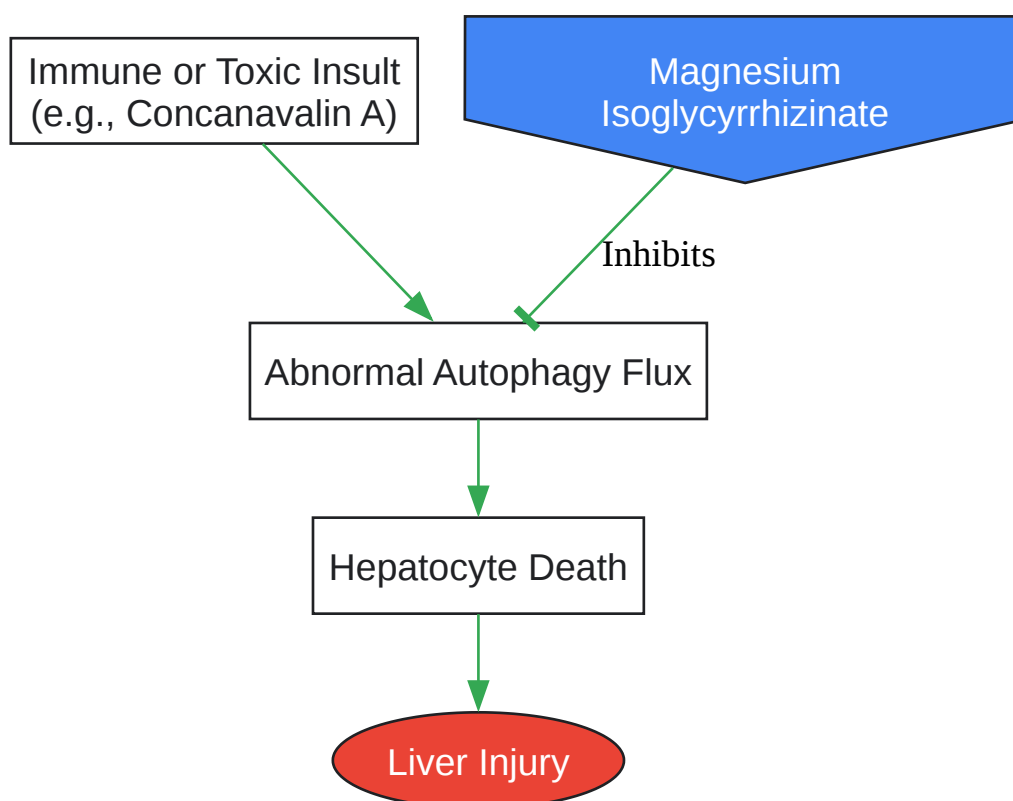 Immune or Toxic Insult
(e.g., Concanavalin A)
Magnesium
Isoglycyrrhizinate
Inhibits
Abnormal Autophagy Flux
Hepatocyte Death
Liver Injury